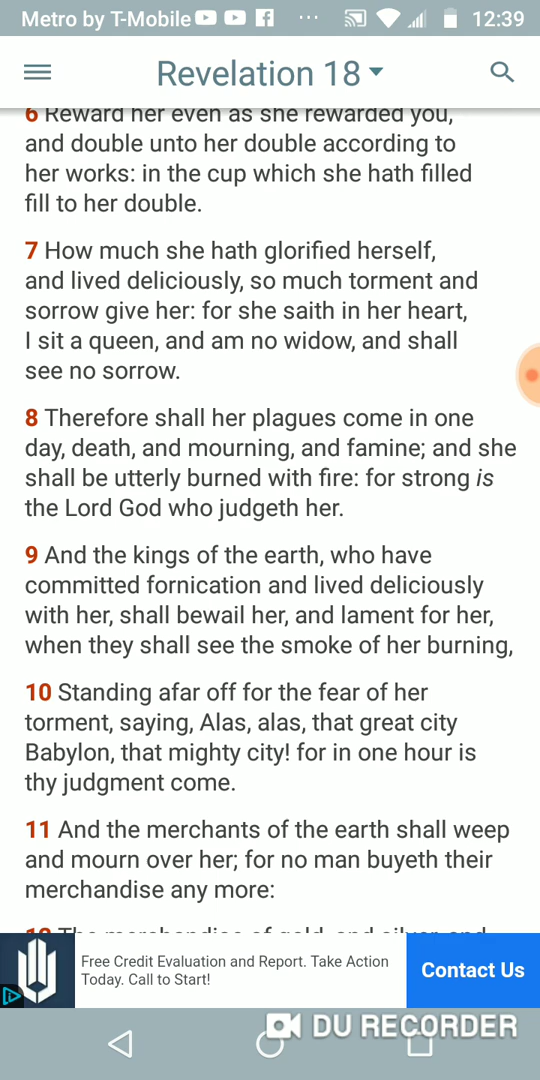 Metro by T-Mobile ... 12:39
Revelation 18
6 Reward her even as she rewarded you,
and double unto her double according to
her works: in the cup which she hath filled
fill to her double.
7 How much she hath glorified herself,
and lived deliciously, so much torment and
sorrow give her: for she saith in her heart,
I sit a queen, and am no widow, and shall
see no sorrow.
8 Therefore shall her plagues come in one
day, death, and mourning, and famine; and she
shall be utterly burned with fire: for strong is
the Lord God who judgeth her.
9 And the kings of the earth, who have
committed fornication and lived deliciously
with her, shall bewail her, and lament for her,
when they shall see the smoke of her burning,
10 Standing afar off for the fear of her
torment, saying, Alas, alas, that great city
Babylon, that mighty city! for in one hour is
thy judgment come.
11 And the merchants of the earth shall weep
and mourn over her; for no man buyeth their
merchandise any more:
12 The merchandise of gold, and silver, and
Free Credit Evaluation and Report. Take Action
Today. Call to Start!
Contact Us
DU RECORDER